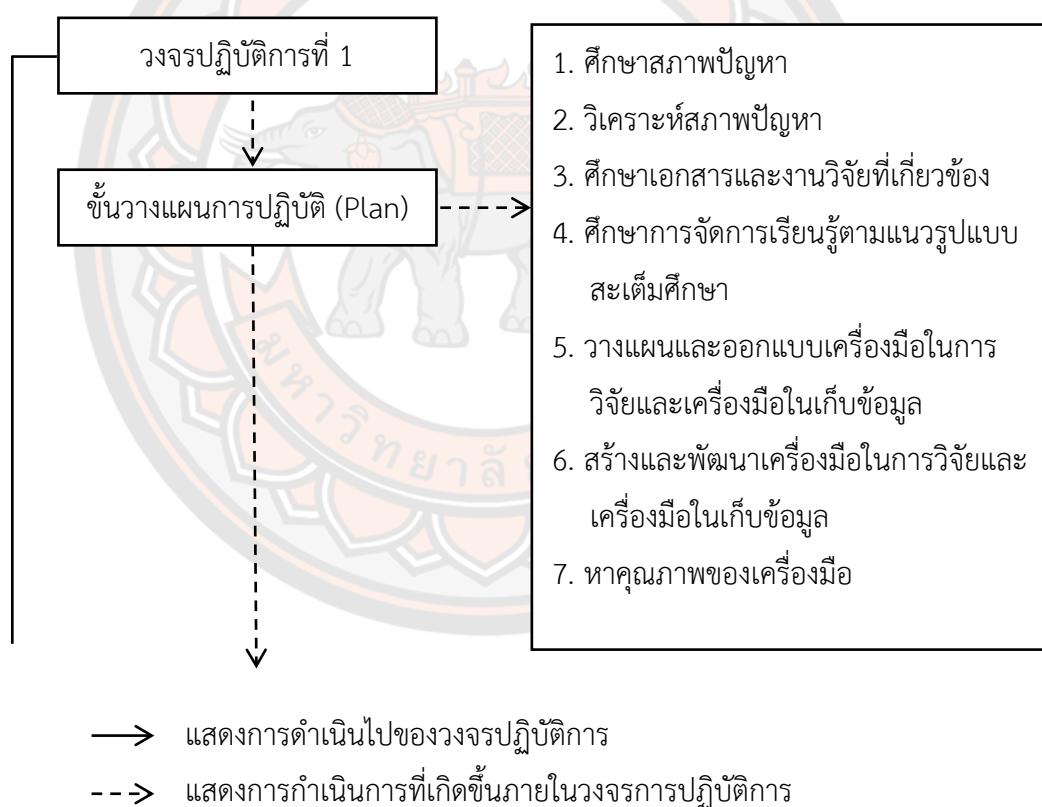 วงจรปฏิบัติการที่ 1
ขั้นวางแผนการปฏิบัติ (Plan)
1. ศึกษาสภาพปัญหา
2. วิเคราะห์สภาพปัญหา
3. ศึกษาเอกสารและงานวิจัยที่เกี่ยวข้อง
4. ศึกษาการจัดการเรียนรู้ตามแนวรูปแบบ
สะเต็มศึกษา
5. วางแผนและออกแบบเครื่องมือในการ
วิจัยและเครื่องมือในเก็บข้อมูล
6. สร้างและพัฒนาเครื่องมือในการวิจัยและ
เครื่องมือในเก็บข้อมูล
7. หาคุณภาพของเครื่องมือ
มหาวิทยาลั
แสดงการดำเนินไปของวงจรปฏิบัติการ
แสดงการกำเนินการที่เกิดขึ้นภายในวงจรการปฏิบัติการ